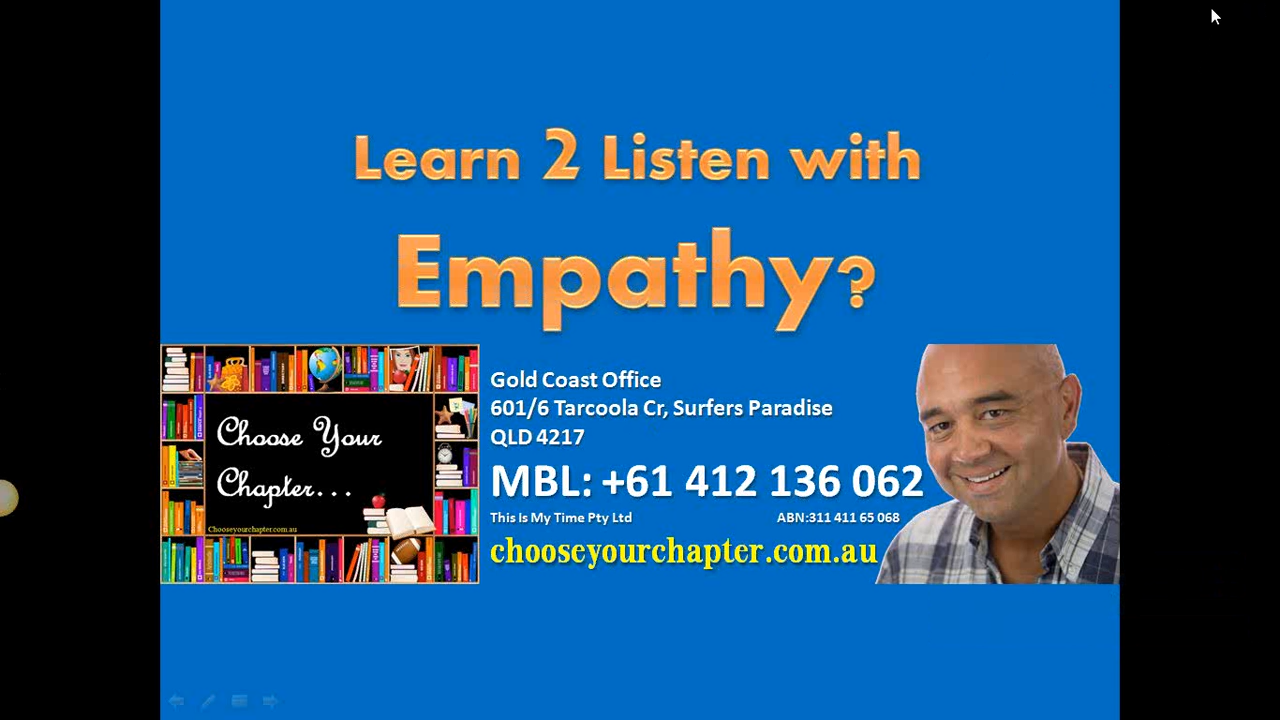 Learn 2 Listen with
Empathy?
Choose Your
Chapter...
Chooseyourchapter.com.au
Gold Coast Office
601/6 Tarcoola Cr, Surfers Paradise
QLD 4217
MBL: +61 412 136 062
This Is My Time Pty Ltd ABN:311 411 65 068
chooseyourchapter.com.au